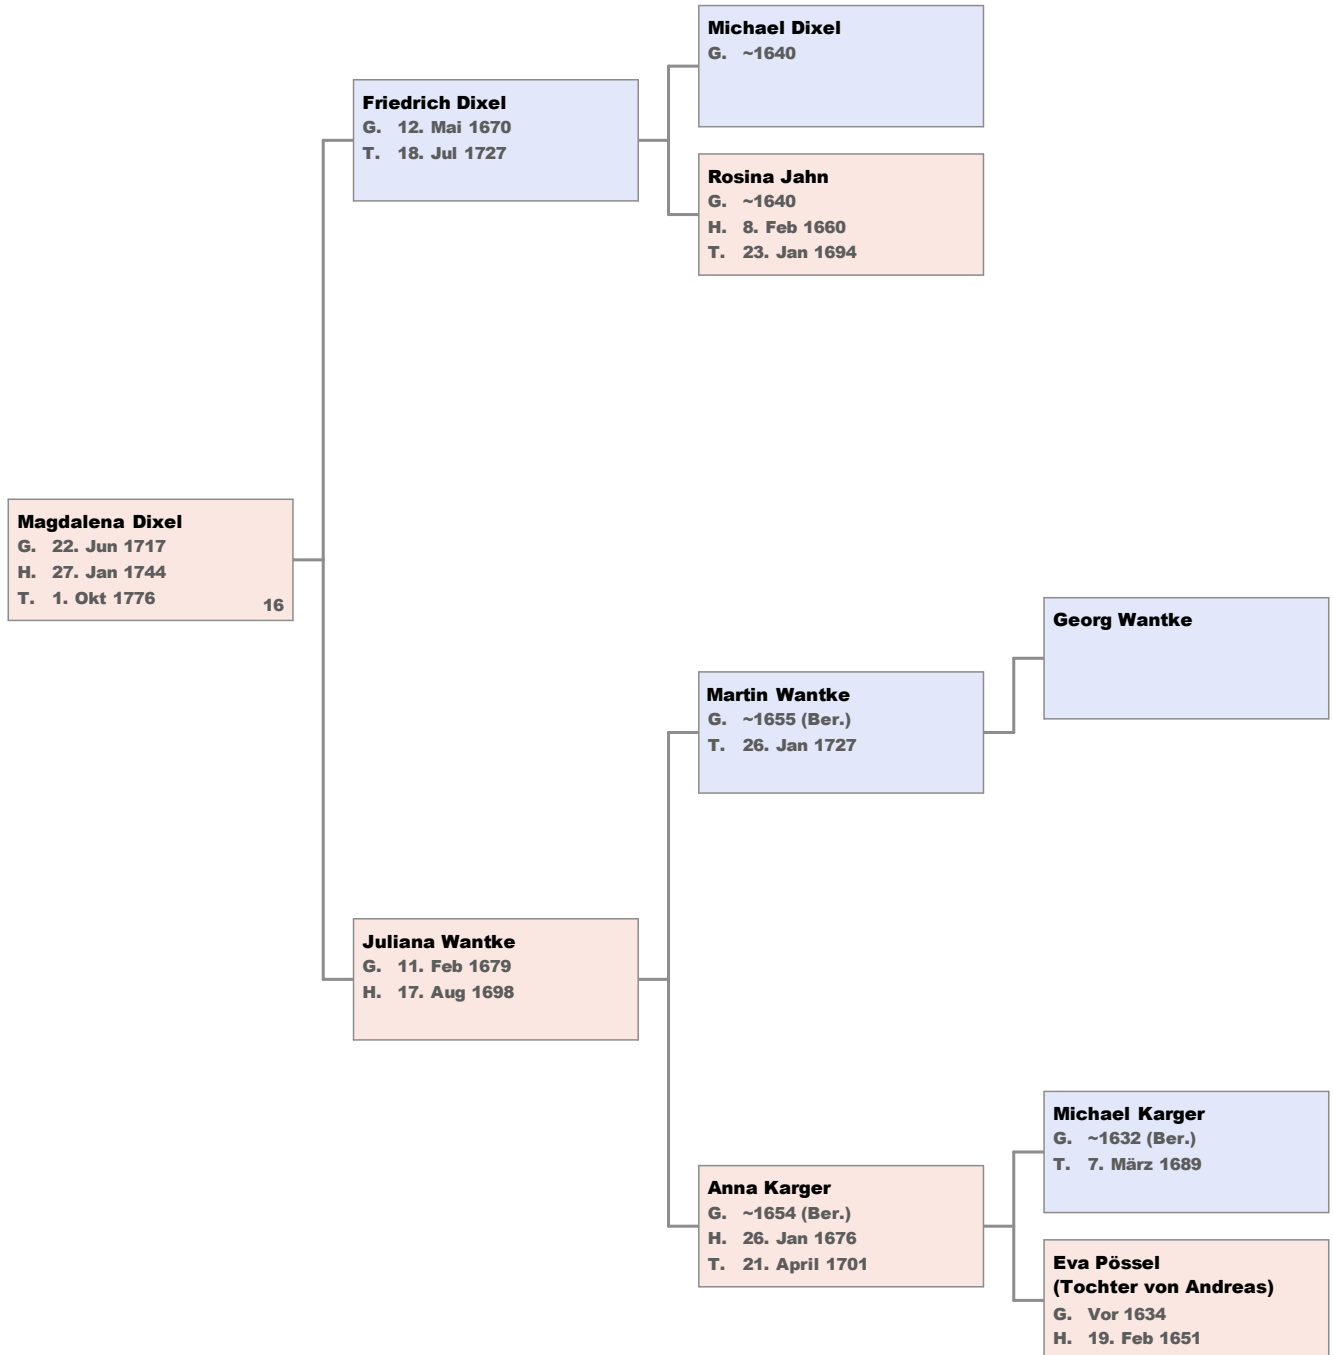 Michael Dixel
G. ~1640
Friedrich Dixel
G. 12. Mai 1670
T. 18. Jul 1727
Rosina Jahn
G. ~1640
H. 8. Feb 1660
T. 23. Jan 1694
Magdalena Dixel
G. 22. Jun 1717
H. 27. Jan 1744
T. 1. Okt 1776
16
Georg Wantke
Martin Wantke
G. ~1655 (Ber.)
T. 26. Jan 1727
Juliana Wantke
G. 11. Feb 1679
H. 17. Aug 1698
Michael Karger
G. ~1632 (Ber.)
T. 7. März 1689
Anna Karger
G. ~1654 (Ber.)
H. 26. Jan 1676
T. 21. April 1701
Eva Pössel
(Tochter von Andreas)
G. Vor 1634
H. 19. Feb 1651